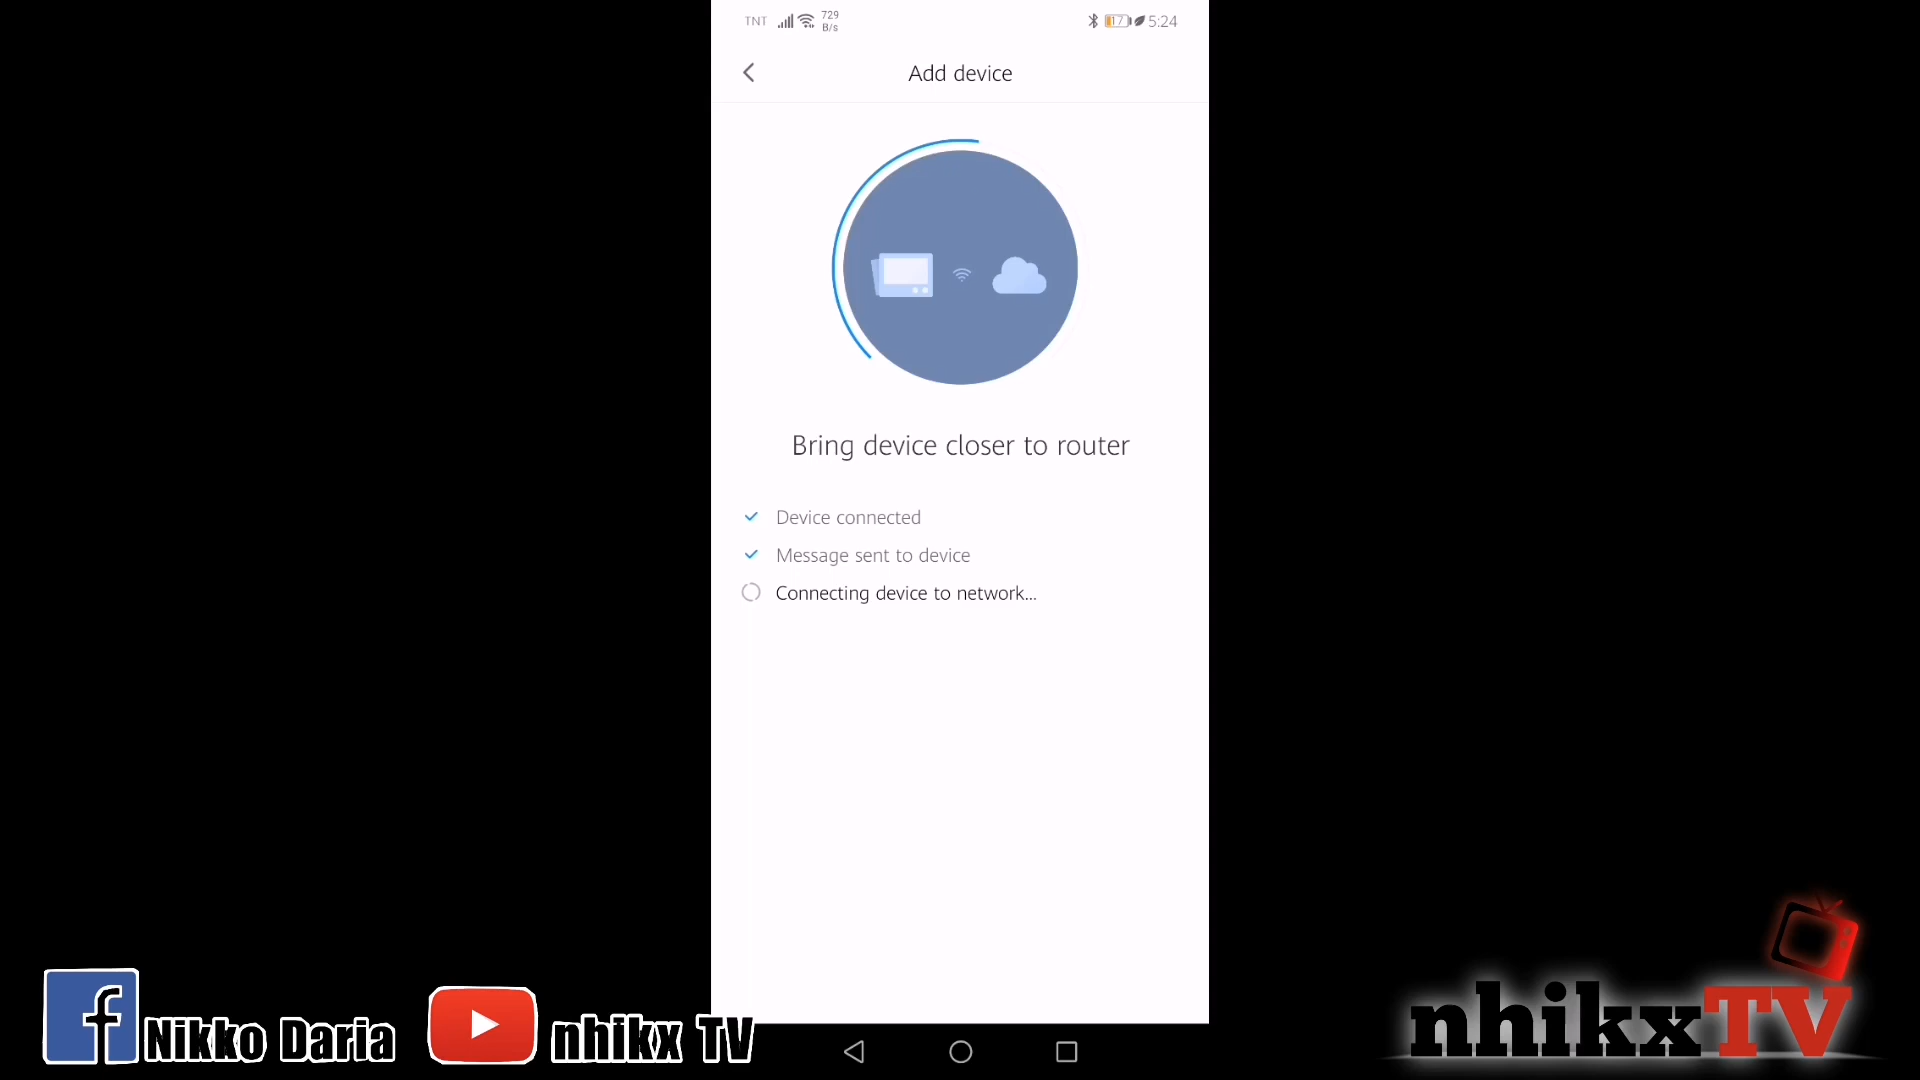 TNT 729 B/s 17 5:24
Add device
Bring device closer to router
Device connected
Message sent to device
Connecting device to network...
f Nikko Daria nhikx TV
nhikxTV